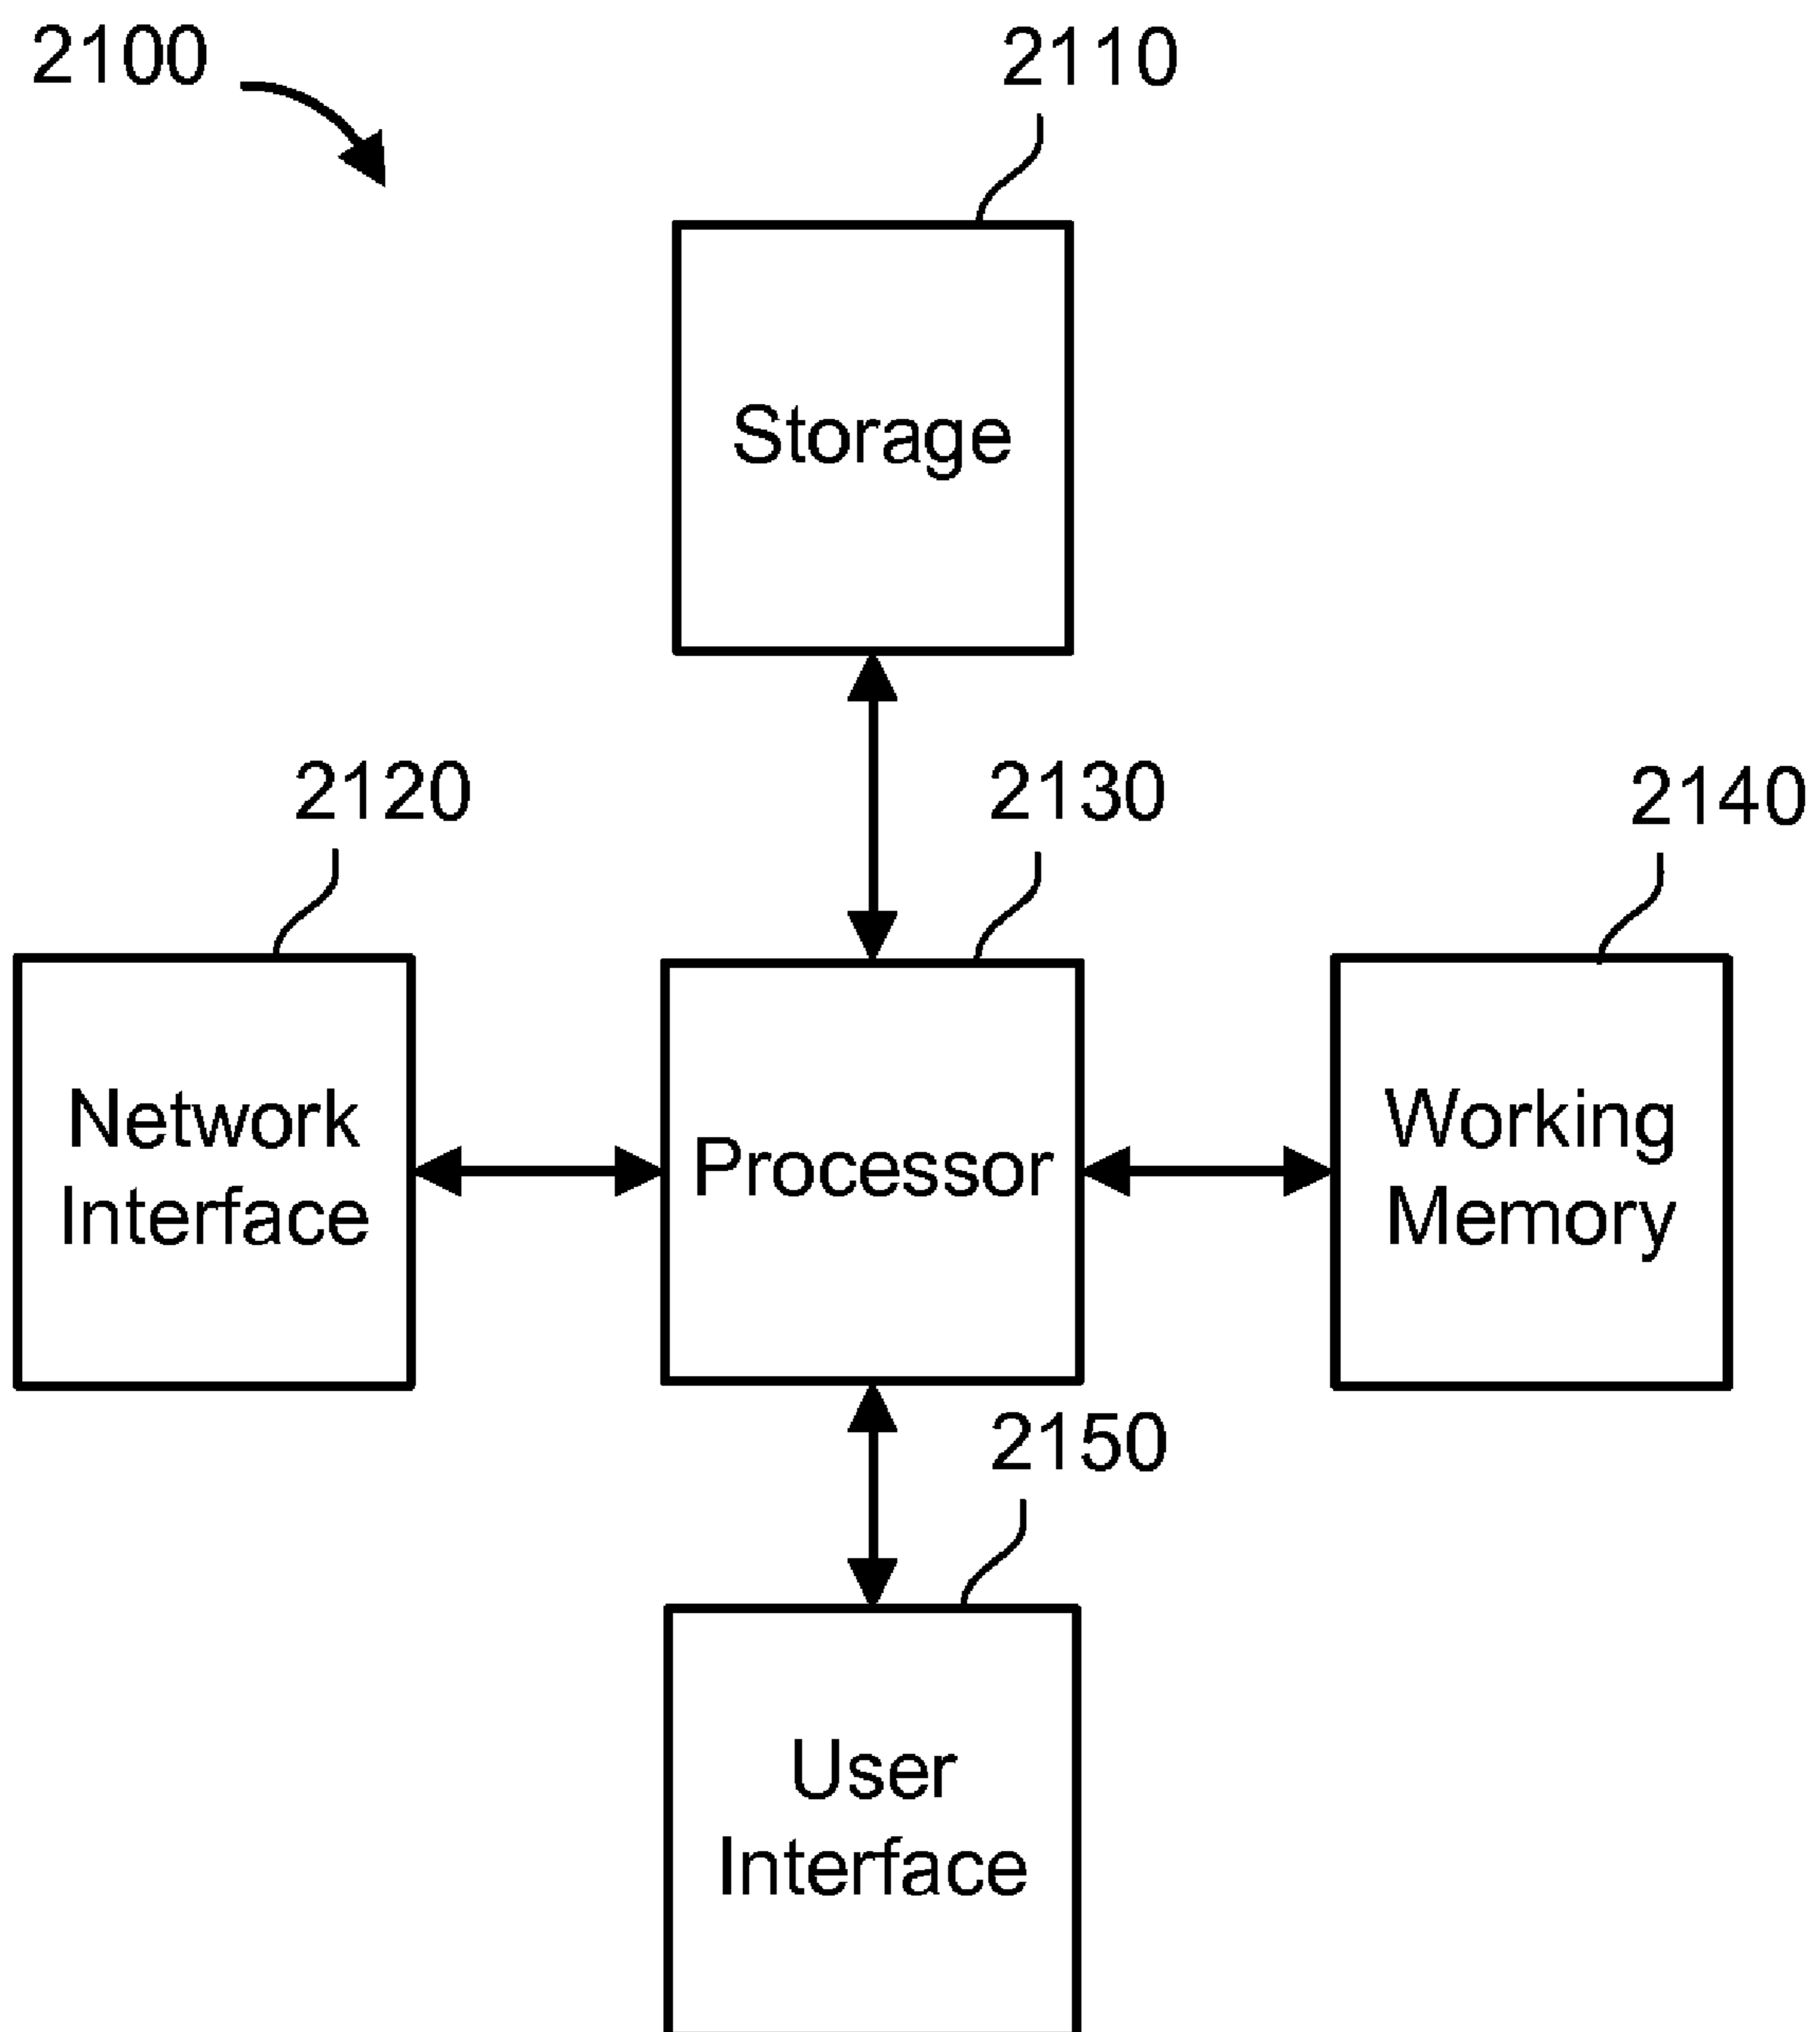 2100
2110
Storage
2120
2130
2140
Network
Interface
Processor
Working
Memory
2150
User
Interface